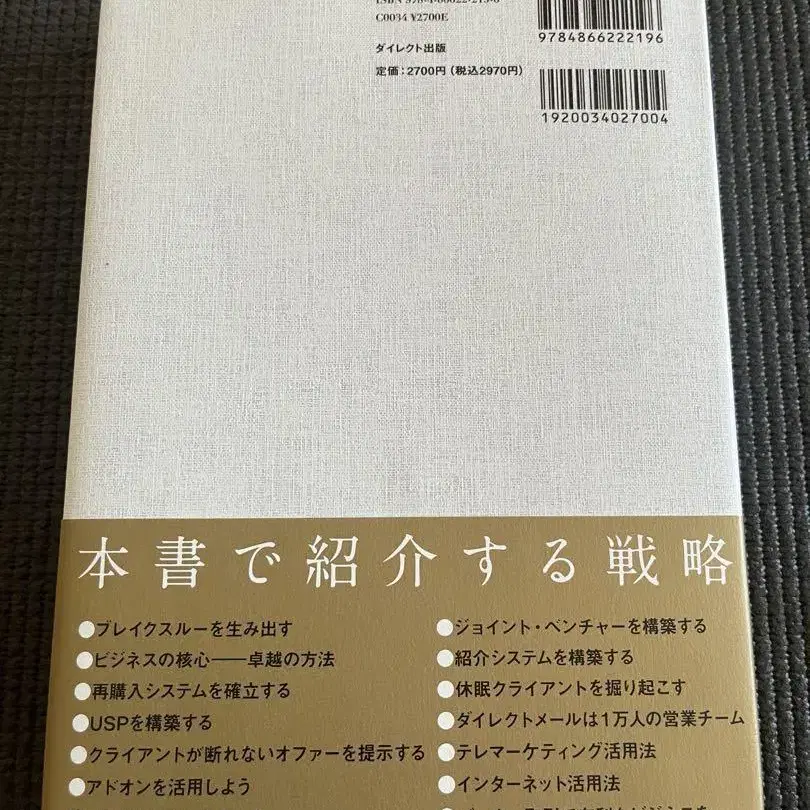 C0034 ¥2700E
ダイレクト出版
定価：2700円（税込2970円）
9784866222196
1920034027004
本書で紹介する戦略
●ブレイクスルーを生み出す
●ビジネスの核心――卓越の方法
●再購入システムを確立する
●USPを構築する
●クライアントが断れないオファーを提示する
●アドオンを活用しよう
●ジョイント・ベンチャーを構築する
●紹介システムを構築する
●休眠クライアントを掘り起こす
●ダイレクトメールは1万人の営業チーム
●テレマーケティング活用法
●インターネット活用法